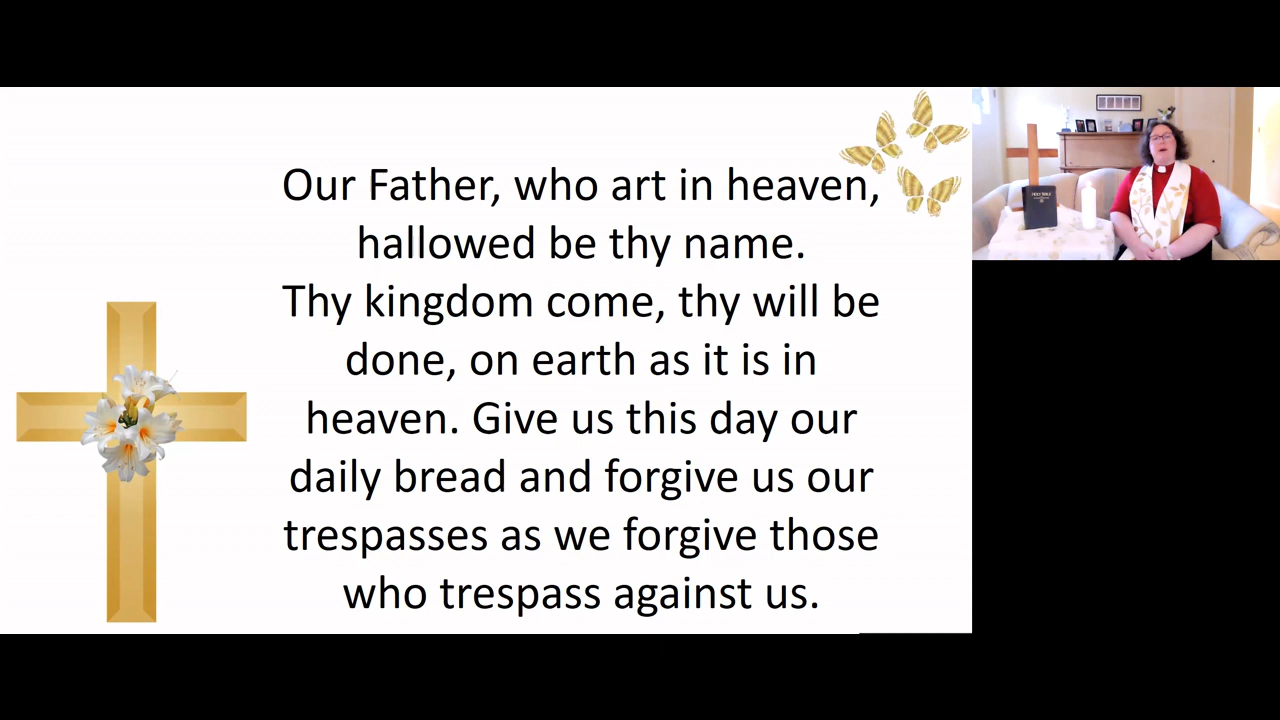 Our Father, who art in heaven,
hallowed be thy name.
Thy kingdom come, thy will be
done, on earth as it is in
heaven. Give us this day our
daily bread and forgive us our
trespasses as we forgive those
who trespass against us.
HOLY BIBLE